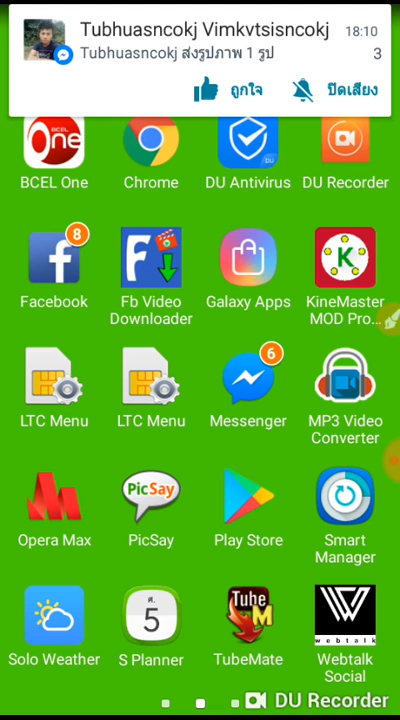 Tubhuasncokj Vimkvtsisncokj 18:10
Tubhuasncokj ส่งรูปภาพ 1 รูป 3
ถูกใจ ปิดเสียง
BCEL One
BCEL One Chrome DU Antivirus DU Recorder
DU
8
Facebook Fb Video Downloader Galaxy Apps KineMaster MOD Pro...
K
6
LTC Menu LTC Menu Messenger MP3 Video Converter
PicSay
Opera Max PicSay Play Store Smart Manager
ศ.
5
Tube
M
webtalk
Solo Weather S Planner TubeMate Webtalk Social
DU Recorder